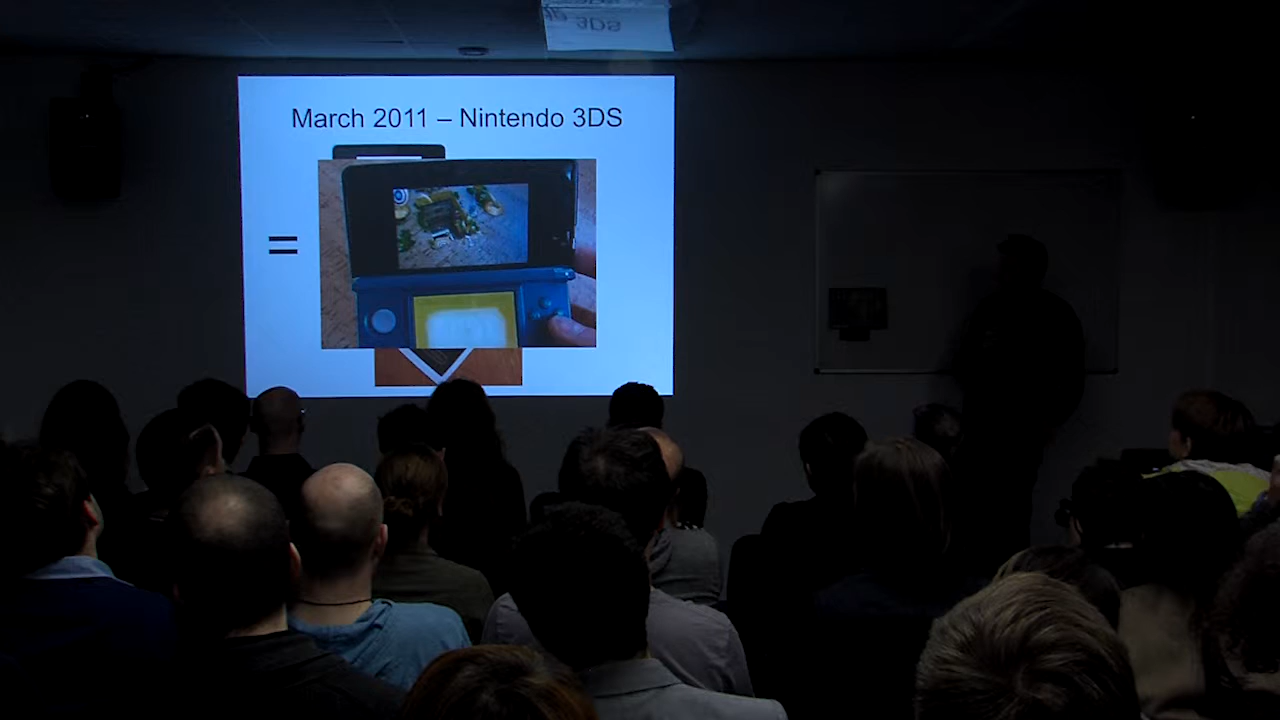 March 2011 – Nintendo 3DS
=
3DS